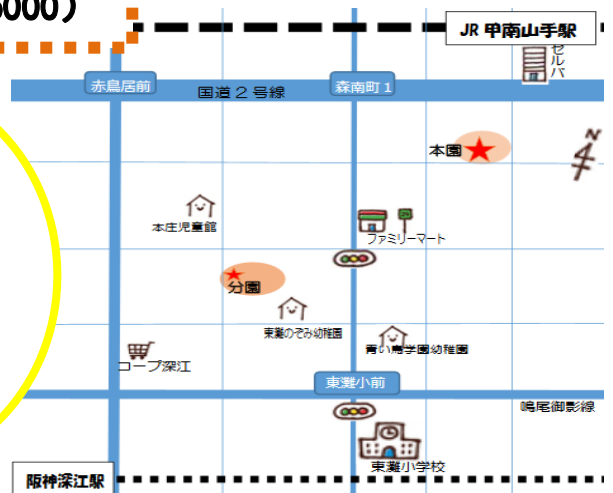 6000）
JR 甲南山手駅
セルバ
赤鳥居前
国道２号線
森南町１
本園
N
本庄児童館
ファミリーマート
分園
東灘のぞみ幼稚園
青い鳥学園幼稚園
コープ深江
東灘小前
鳴尾御影線
東灘小学校
阪神深江駅